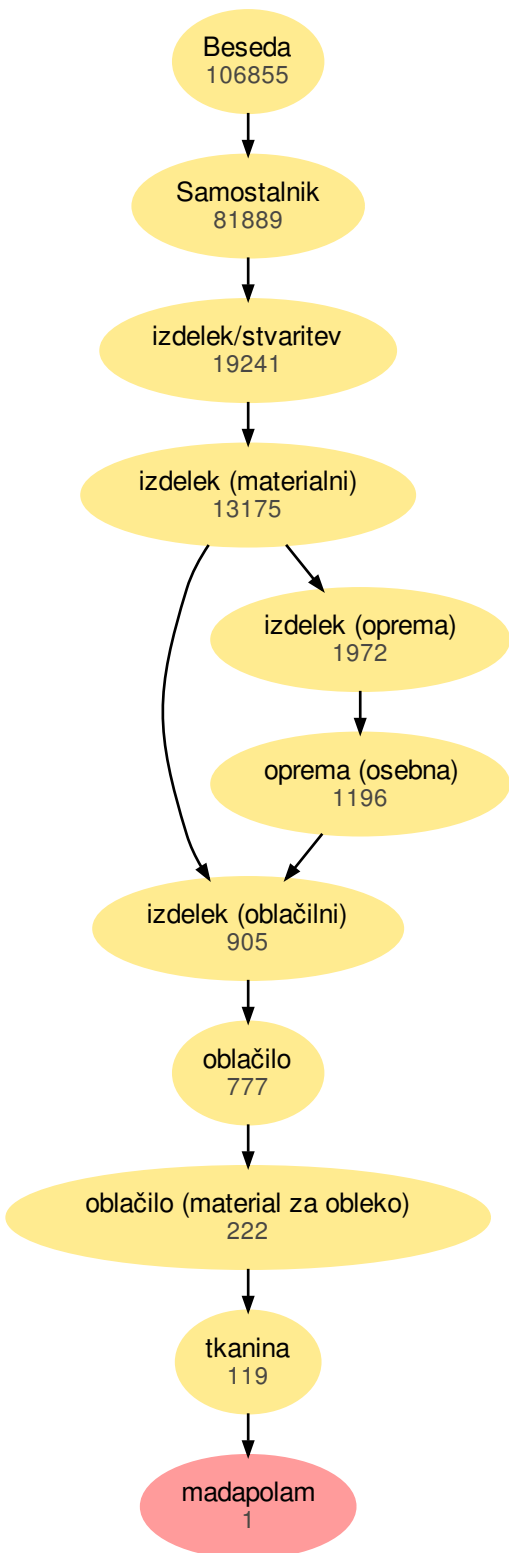 Beseda
106855
Samostalnik
81889
izdelek/stvaritev
19241
izdelek (materialni)
13175
izdelek (oprema)
1972
oprema (osebna)
1196
izdelek (oblačilni)
905
oblačilo
777
oblačilo (material za obleko)
222
tkanina
119
madapolam
1